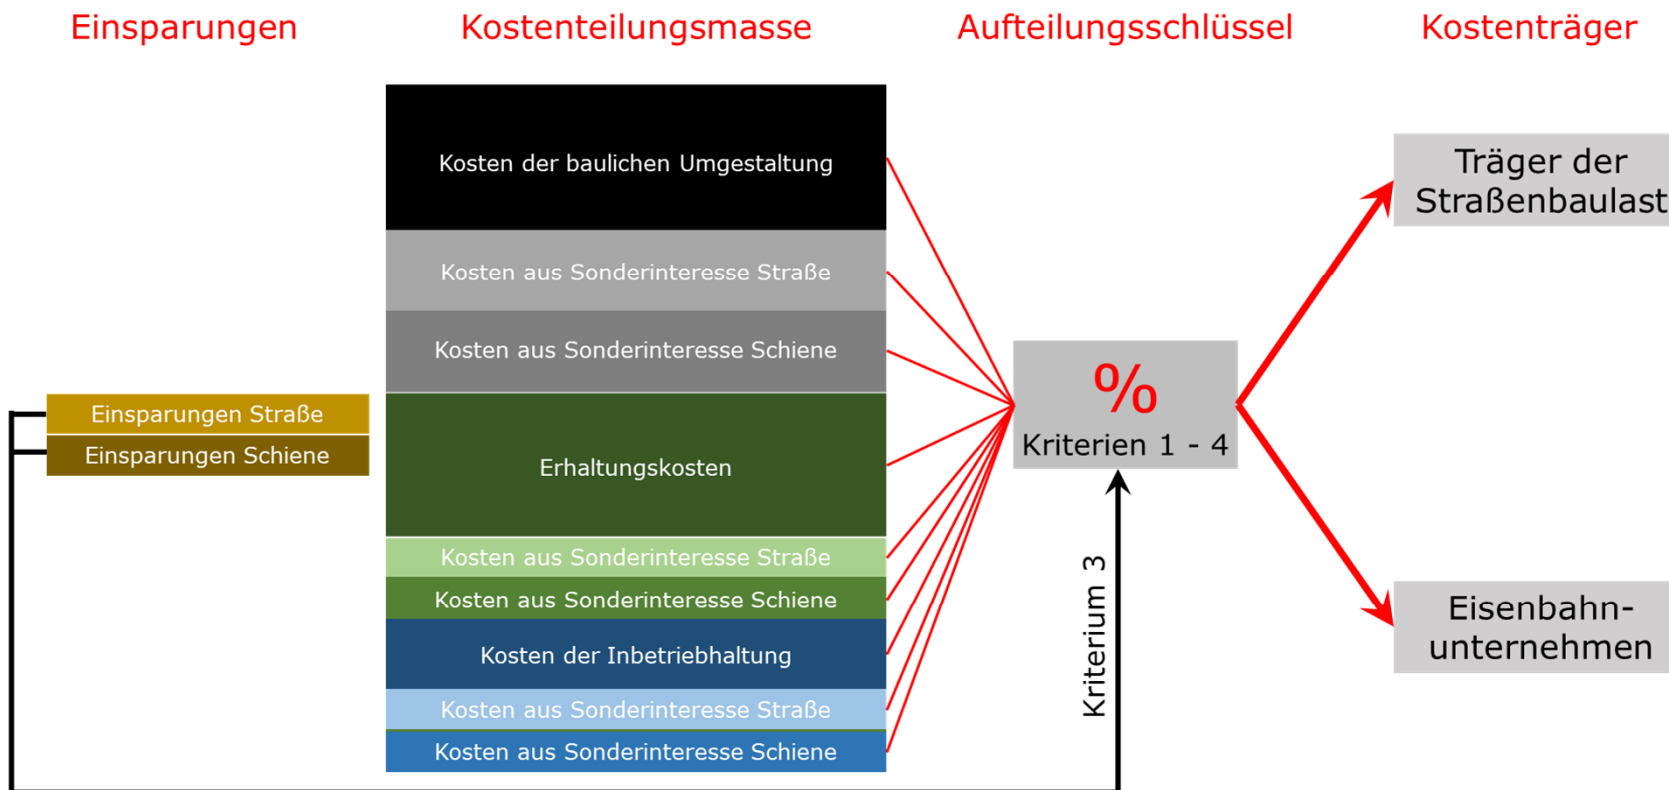 Einsparungen
Kostenteilungsmasse
Aufteilungsschlüssel
Kostenträger
Einsparungen Straße
Einsparungen Schiene
Kosten der baulichen Umgestaltung
Kosten aus Sonderinteresse Straße
Kosten aus Sonderinteresse Schiene
Erhaltungskosten
Kosten aus Sonderinteresse Straße
Kosten aus Sonderinteresse Schiene
Kosten der Inbetriebhaltung
Kosten aus Sonderinteresse Straße
Kosten aus Sonderinteresse Schiene
%
Kriterien 1 - 4
Kriterium 3
Träger der
Straßenbaulast
Eisenbahn-
unternehmen